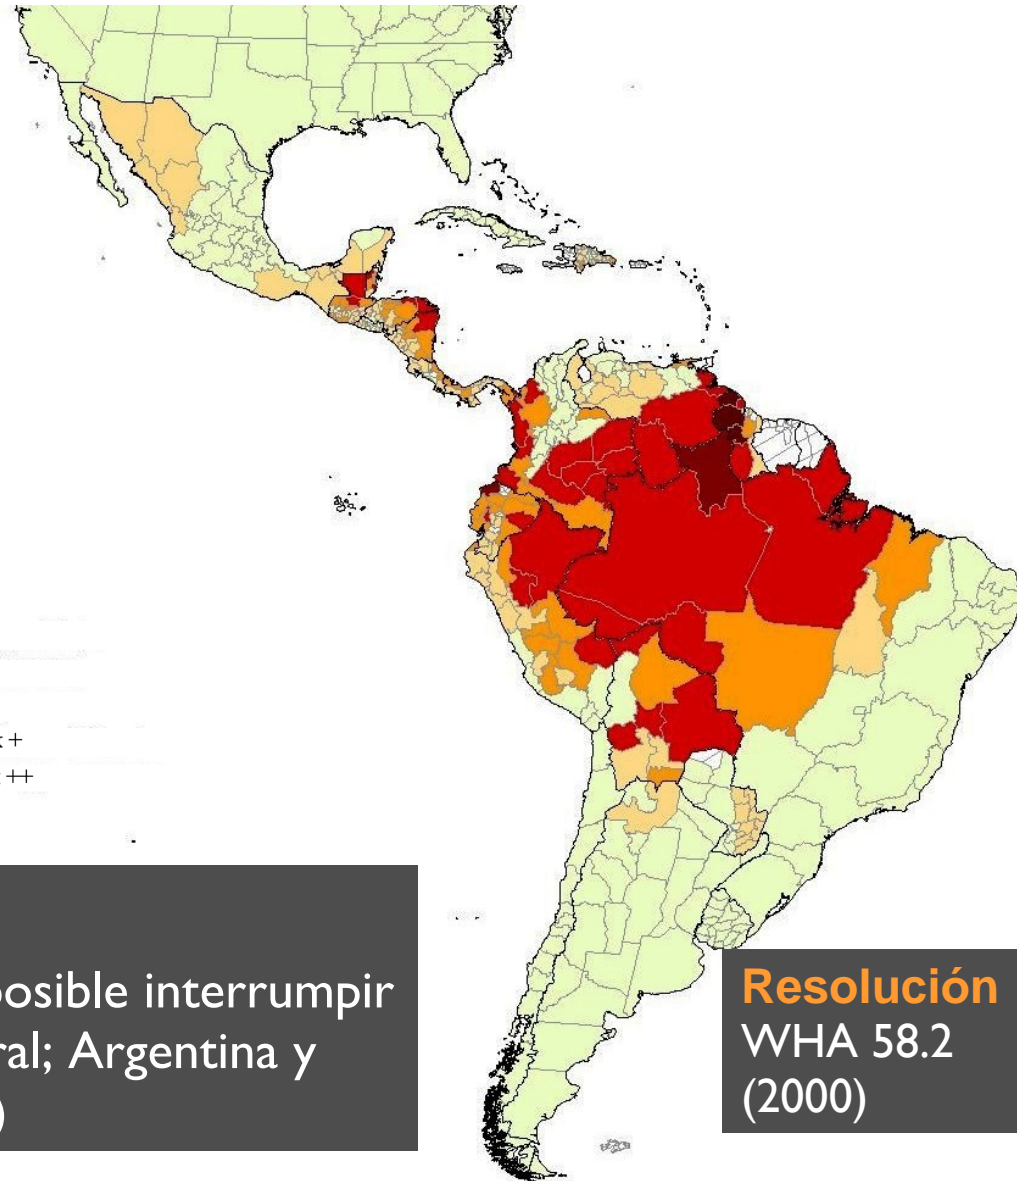 ++
posible interrumpir
ral; Argentina y
)
Resolución
WHA 58.2
(2000)